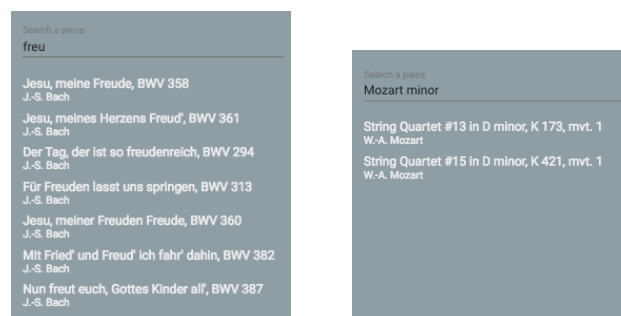 Search a piece
freu
Jesu, meine Freude, BWV 358
J.-S. Bach
Jesu, meines Herzens Freud', BWV 361
J.-S. Bach
Der Tag, der ist so freudenreich, BWV 294
J.-S. Bach
Für Freuden lasst uns springen, BWV 313
J.-S. Bach
Jesu, meiner Freuden Freude, BWV 360
J.-S. Bach
Mit Fried' und Freud' ich fahr' dahin, BWV 382
J.-S. Bach
Nun freut euch, Gottes Kinder all', BWV 387
J.-S. Bach
Search a piece
Mozart minor
String Quartet #13 in D minor, K 173, mvt. 1
W.-A. Mozart
String Quartet #15 in D minor, K 421, mvt. 1
W.-A. Mozart